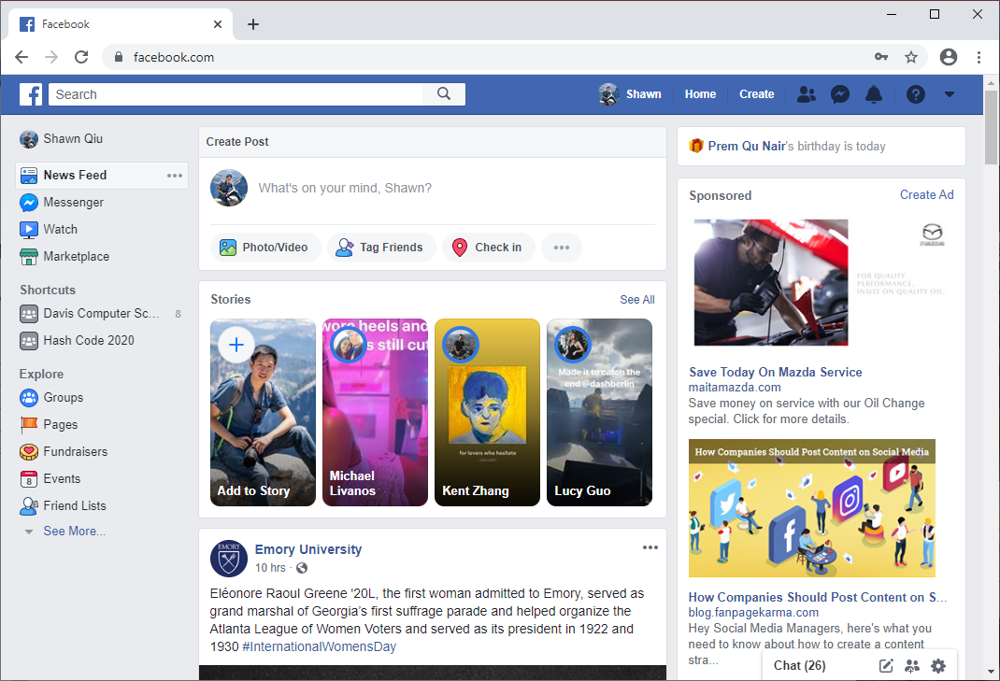 Facebook
facebook.com
Search
Shawn
Home
Create
Shawn Qiu
News Feed
Messenger
Watch
Marketplace
Shortcuts
Davis Computer Sc... 8
Hash Code 2020
Explore
Groups
Pages
Fundraisers
8
Events
Friend Lists
See More...
Create Post
What's on your mind, Shawn?
Photo/Video
Tag Friends
Check in
Stories
See All
Add to Story
wore heels and
s still cut
Michael
Livanos
for lovers who hesitate
Kent Zhang
Made it to catch the
end @dashberlin
Lucy Guo
EMORY
Emory University
10 hrs ·
Eléonore Raoul Greene '20L, the first woman admitted to Emory, served as
grand marshal of Georgia's first suffrage parade and helped organize the
Atlanta League of Women Voters and served as its president in 1922 and
1930 #InternationalWomensDay
Prem Qu Nair's birthday is today
Sponsored
Create Ad
mazda
FOR QUALITY
PERFORMANCE,
INSIST ON QUALITY OIL.
Save Today On Mazda Service
maitamazda.com
Save money on service with our Oil Change
special. Click for more details.
How Companies Should Post Content on Social Media
How Companies Should Post Content on S...
blog.fanpagekarma.com
Hey Social Media Managers, here's what you
need to know about how to create a content
stra...
Chat (26)